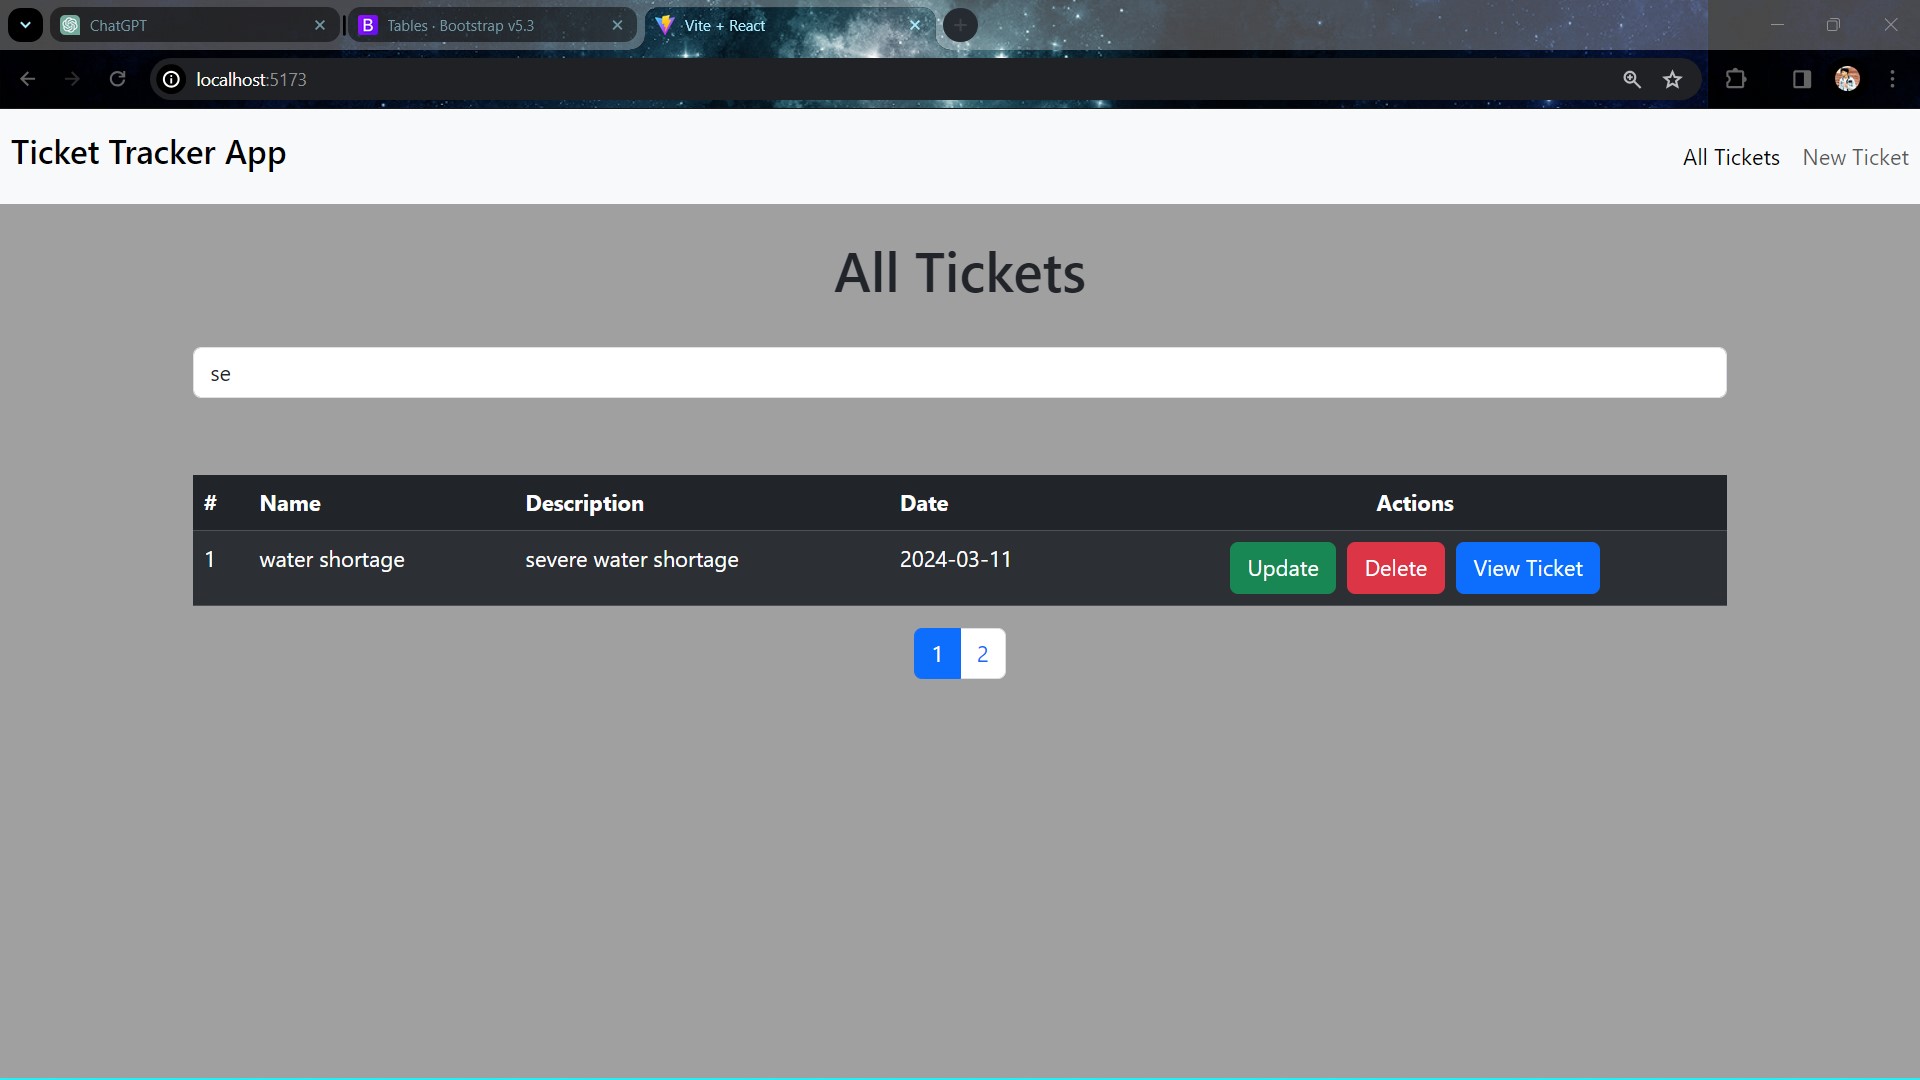 ChatGPT
Tables · Bootstrap v5.3
Vite + React
localhost:5173
Ticket Tracker App
All Tickets
New Ticket
All Tickets
se
# Name Description Date Actions
1 water shortage severe water shortage 2024-03-11 Update Delete View Ticket
1 2